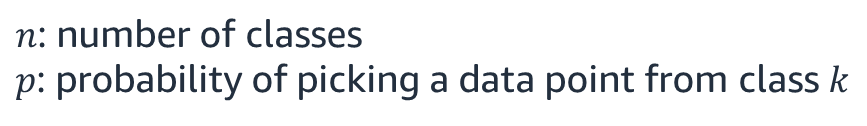 n: number of classes
p: probability of picking a data point from class k